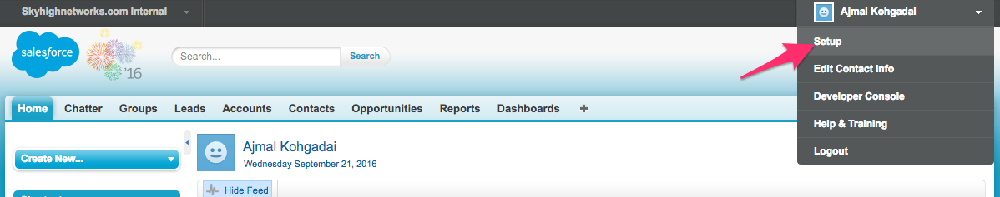 Skyhighnetworks.com Internal
Ajmal Kohgadai
salesforce
'16
Search...
Search
Setup
Edit Contact Info
Developer Console
Help & Training
Logout
Home Chatter Groups Leads Accounts Contacts Opportunities Reports Dashboards +
Create New...
Ajmal Kohgadai
Wednesday September 21, 2016
Hide Feed